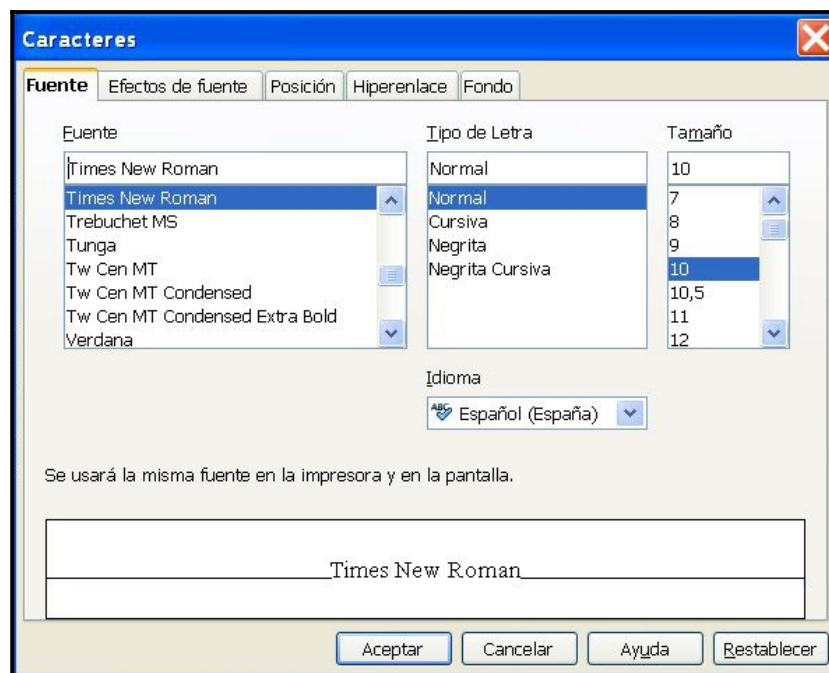 Caracteres
Fuente Efectos de fuente Posición Hiperenlace Fondo
Fuente Tipo de Letra Tamaño
Times New Roman Normal 10
Times New Roman Normal 7
Trebuchet MS Cursiva 8
Tunga Negrita 9
Tw Cen MT Negrita Cursiva 10
Tw Cen MT Condensed 10,5
Tw Cen MT Condensed Extra Bold 11
Verdana 12
Idioma
ABC Español (España)
Se usará la misma fuente en la impresora y en la pantalla.
Times New Roman
Aceptar Cancelar Ayuda Restablecer